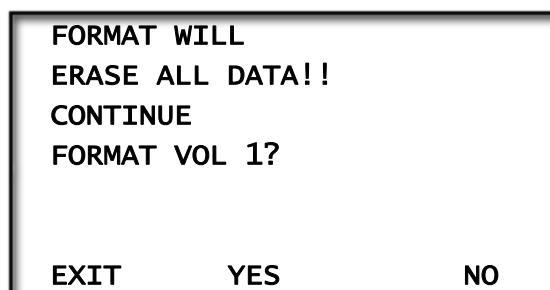 FORMAT WILL
ERASE ALL DATA!!
CONTINUE
FORMAT VOL 1?
EXIT YES NO